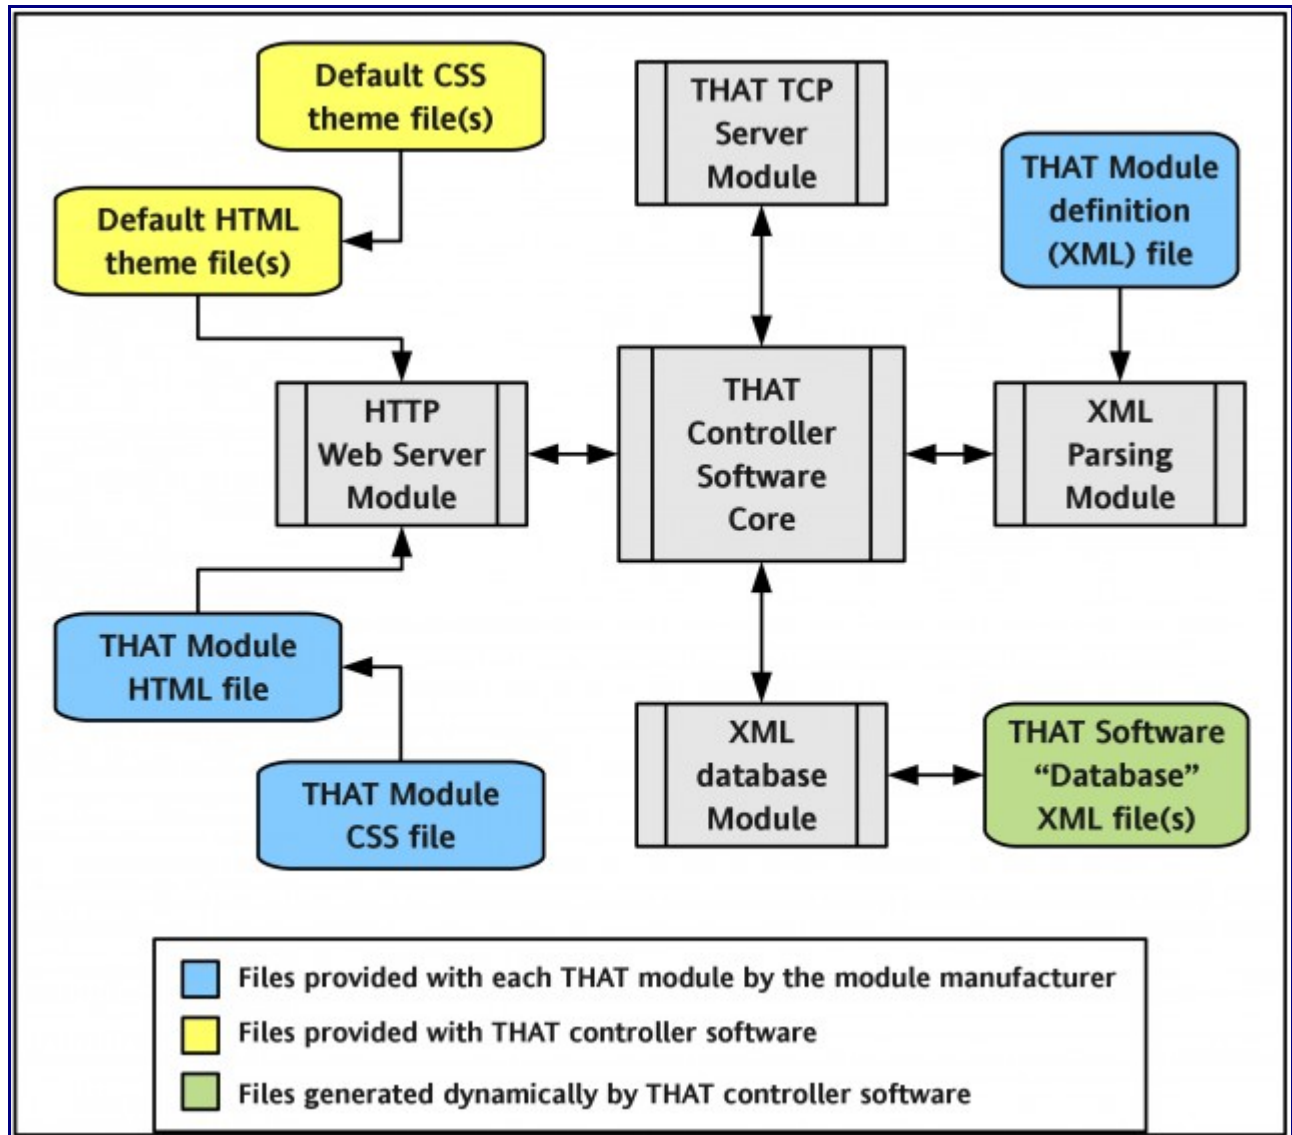 Default CSS
theme file(s)
Default HTML
theme file(s)
THAT TCP
Server
Module
THAT Module
definition
(XML) file
HTTP
Web Server
Module
THAT
Controller
Software
Core
XML
Parsing
Module
THAT Module
HTML file
THAT Module
CSS file
XML
database
Module
THAT Software
“Database”
XML file(s)
Files provided with each THAT module by the module manufacturer
Files provided with THAT controller software
Files generated dynamically by THAT controller software